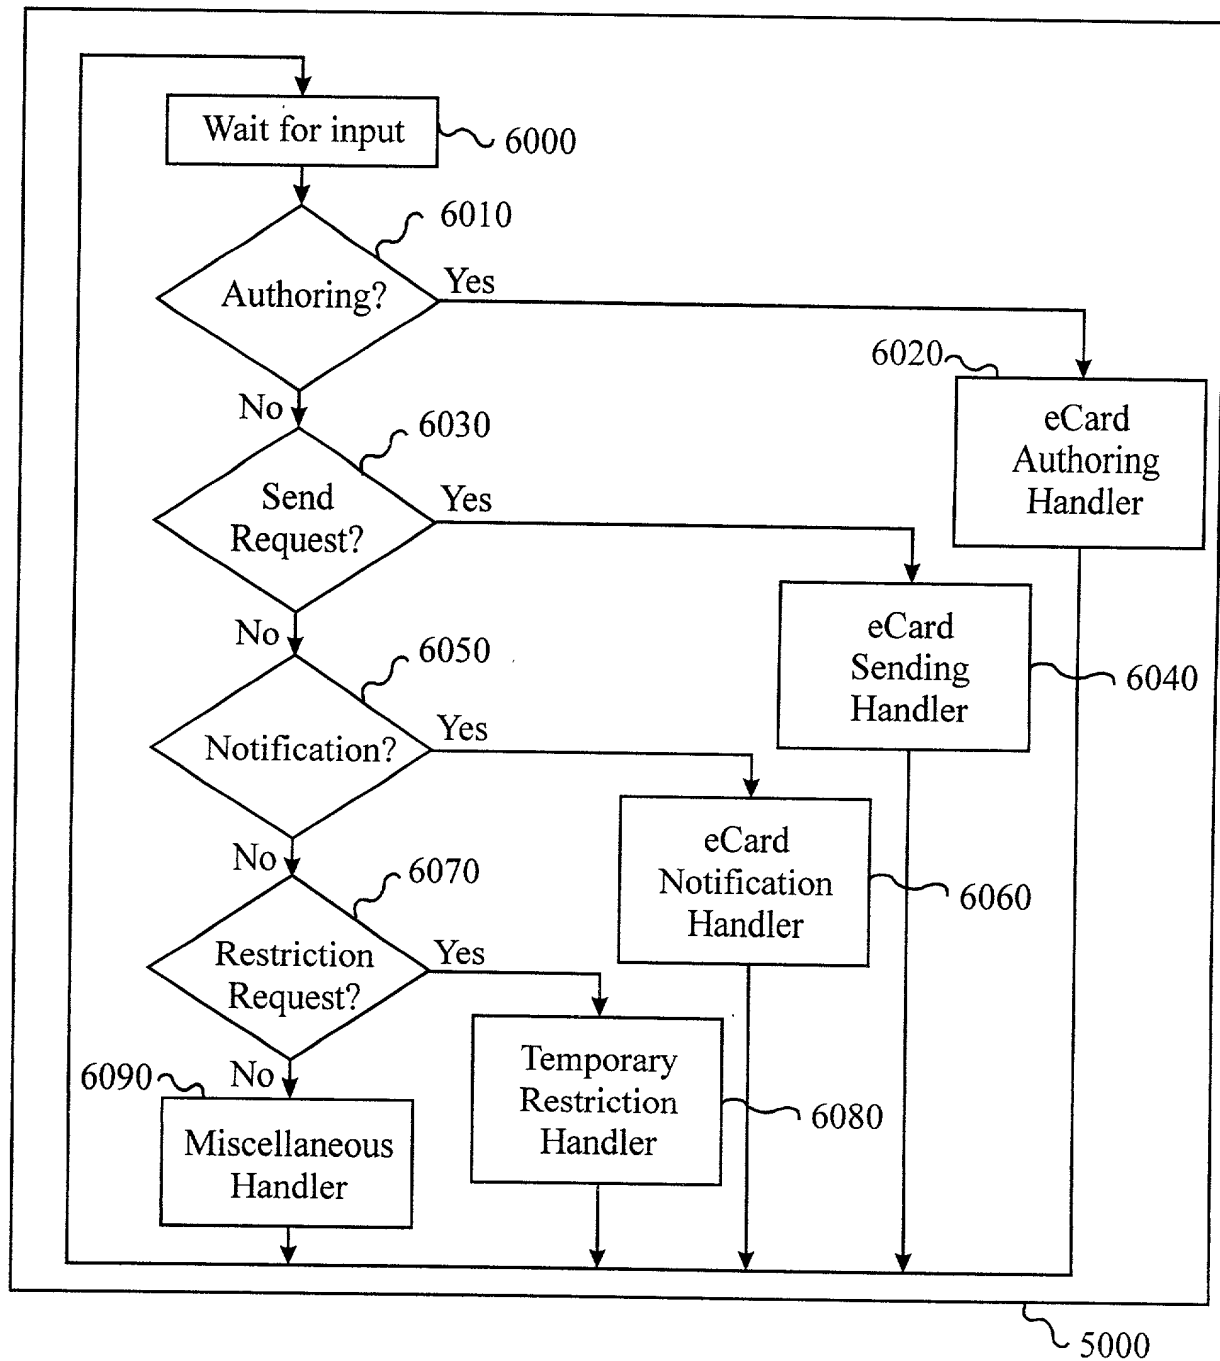 Wait for input
6000
6010
Authoring?
Yes
No
6020
eCard
Authoring
Handler
6030
Send
Request?
Yes
No
eCard
Sending
Handler
6040
6050
Notification?
Yes
No
eCard
Notification
Handler
6060
6070
Restriction
Request?
Yes
No
Temporary
Restriction
Handler
6080
6090
Miscellaneous
Handler
5000